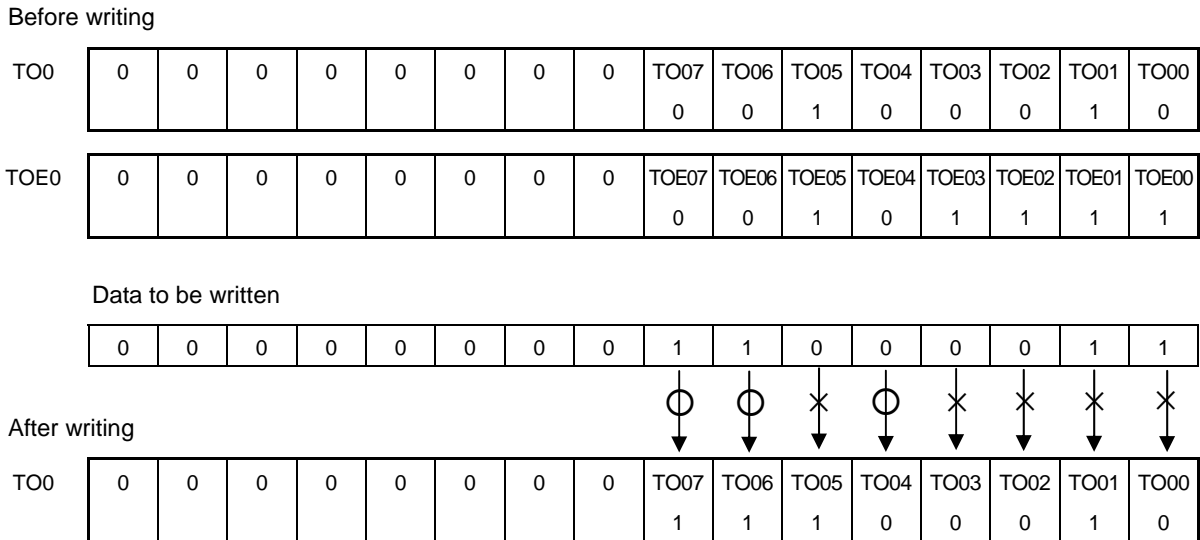 Before writing
TO0 0 0 0 0 0 0 0 0 TO07 TO06 TO05 TO04 TO03 TO02 TO01 TO00
0 0 1 0 0 0 1 0
TOE0 0 0 0 0 0 0 0 0 TOE07 TOE06 TOE05 TOE04 TOE03 TOE02 TOE01 TOE00
0 0 1 0 1 1 1 1
Data to be written
0 0 0 0 0 0 0 0 1 1 0 0 0 0 1 1
After writing
TO0 0 0 0 0 0 0 0 0 TO07 TO06 TO05 TO04 TO03 TO02 TO01 TO00
1 1 1 0 0 0 1 0